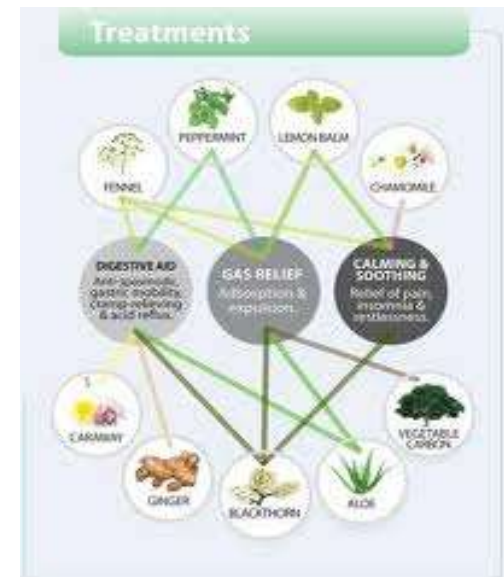 Treatments
PEPPERMINT
LEMON BALM
FENNEL
CHAMOMILE
DIGESTIVE AID
Anti-spasmodic,
gastric mobility,
cramp-relieving
& acid reflux.
GAS RELIEF
Adsorption &
expulsion.
CALMING &
SOOTHING
Relief of pain,
insomnia &
restlessness.
CARAWAY
GINGER
BLACKTHORN
ALOE
VEGETABLE
CARBON